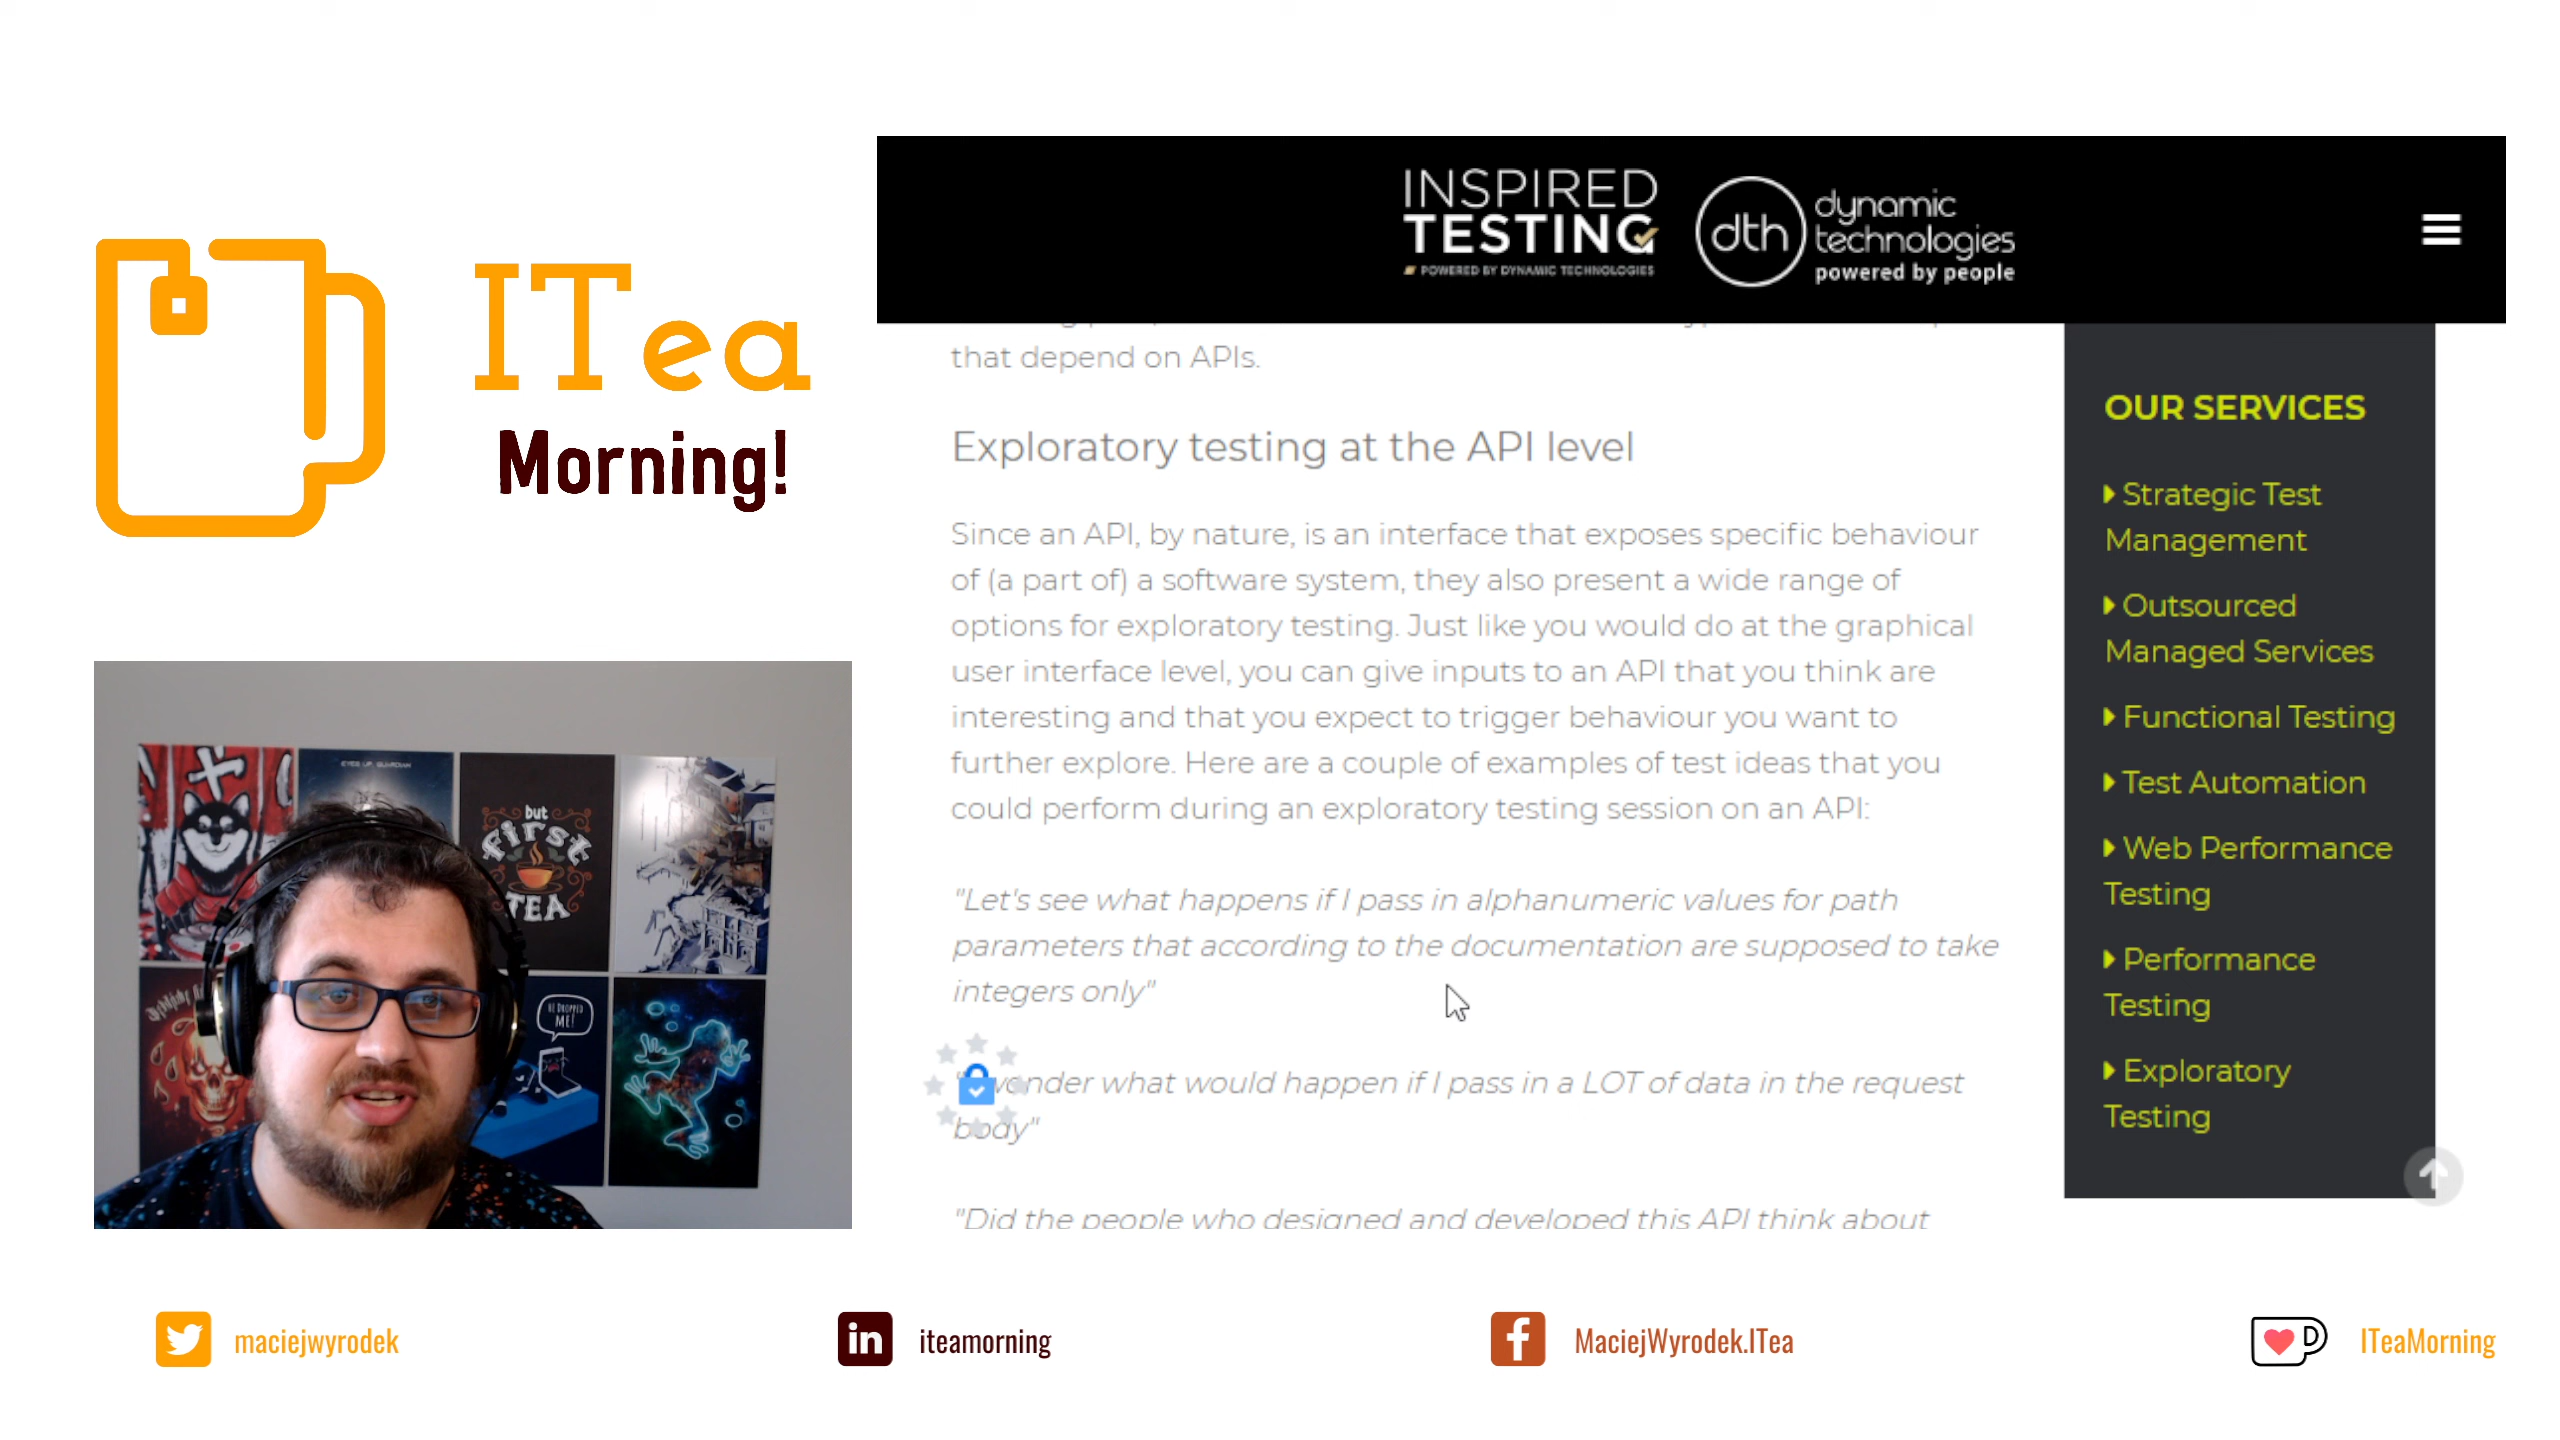 ITea
Morning!
EYES UP, GUARDIAN
but
first
TEA
ME!
INSPIRED
TESTING
POWERED BY DYNAMIC TECHNOLOGIES
dth
dynamic
technologies
powered by people
that depend on APIs.
Exploratory testing at the API level
Since an API, by nature, is an interface that exposes specific behaviour
of (a part of) a software system, they also present a wide range of
options for exploratory testing. Just like you would do at the graphical
user interface level, you can give inputs to an API that you think are
interesting and that you expect to trigger behaviour you want to
further explore. Here are a couple of examples of test ideas that you
could perform during an exploratory testing session on an API:
"Let's see what happens if I pass in alphanumeric values for path
parameters that according to the documentation are supposed to take
integers only"
wonder what would happen if I pass in a LOT of data in the request
body"
"Did the people who designed and developed this API think about
OUR SERVICES
Strategic Test
Management
Outsourced
Managed Services
Functional Testing
Test Automation
Web Performance
Testing
Performance
Testing
Exploratory
Testing
maciejwyrodek
in
iteamorning
MaciejWyrodek.ITea
ITeaMorning